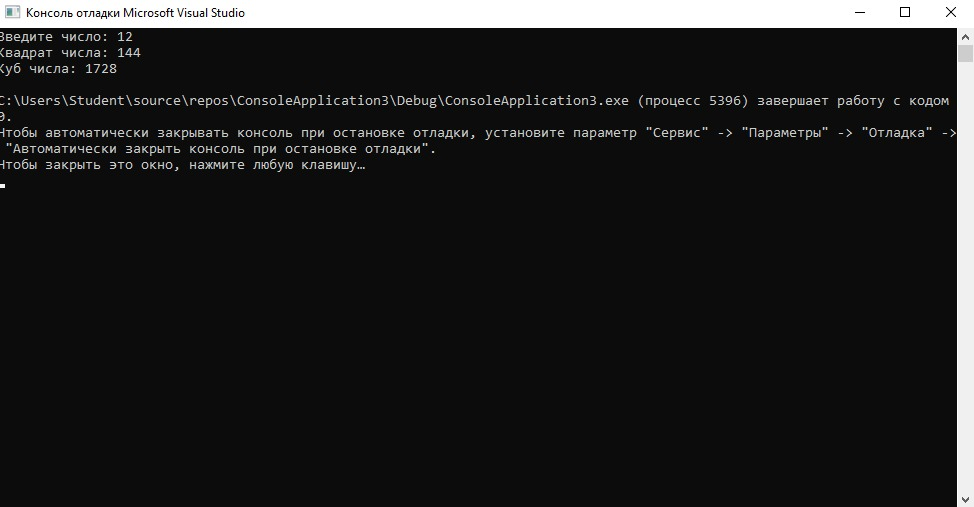 Консоль отладки Microsoft Visual Studio
Введите число: 12
Квадрат числа: 144
Куб числа: 1728
C:\Users\Student\source\repos\ConsoleApplication3\Debug\ConsoleApplication3.exe (процесс 5396) завершает работу с кодом
0.
Чтобы автоматически закрывать консоль при остановке отладки, установите параметр "Сервис" -> "Параметры" -> "Отладка" ->
"Автоматически закрыть консоль при остановке отладки".
Чтобы закрыть это окно, нажмите любую клавишу…